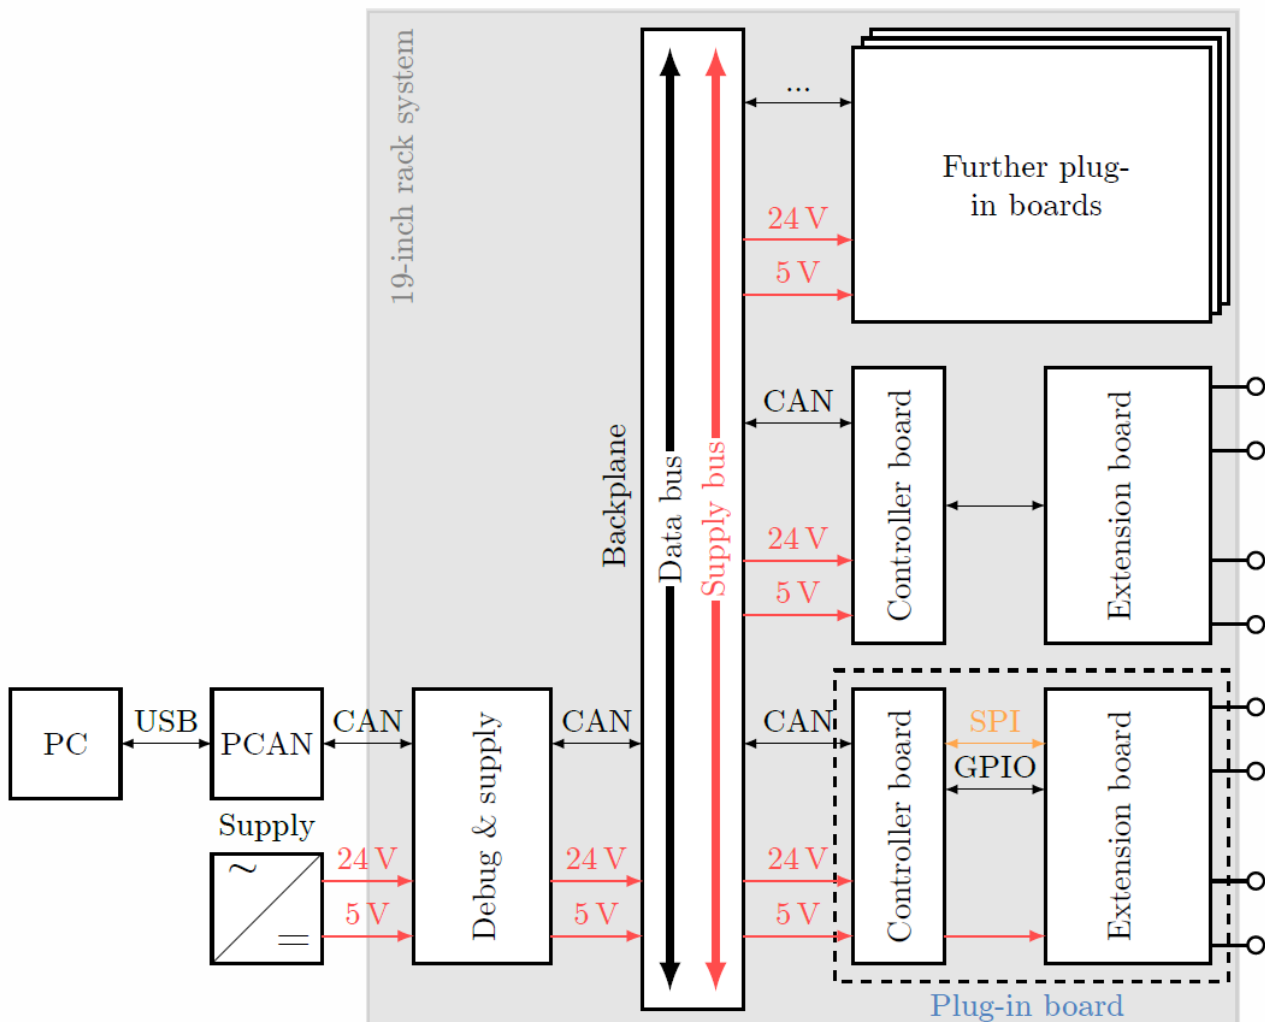 19-inch rack system
...
Further plug-
in boards
24 V
5 V
Backplane
Data bus
Supply bus
CAN
24 V
5 V
Controller board
Extension board
PC
USB
PCAN
CAN
Debug & supply
CAN
CAN
Controller board
SPI
GPIO
Extension board
Supply
24 V
5 V
24 V
5 V
24 V
5 V
Plug-in board